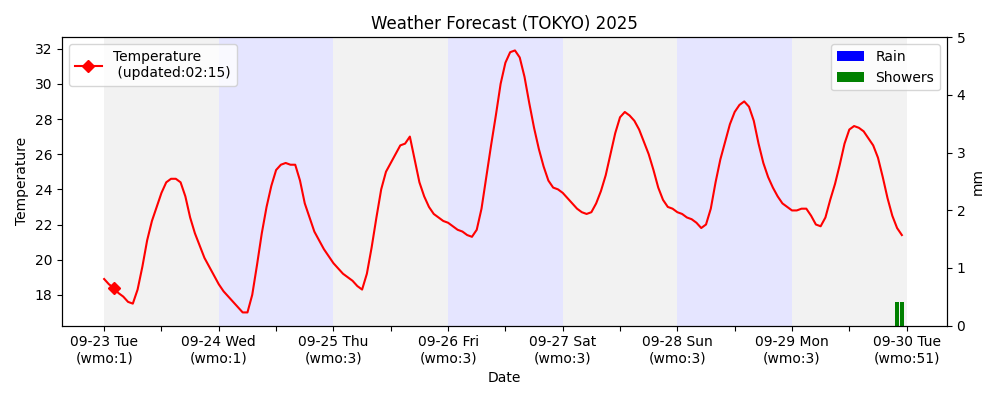 Weather Forecast (TOKYO) 2025
Temperature
(updated:02:15)
Rain
Showers
32
30
28
26
24
22
20
18
Temperature
5
4
3
2
1
0
mm
09-23 Tue
(wmo:1)
09-24 Wed
(wmo:1)
09-25 Thu
(wmo:3)
09-26 Fri
(wmo:3)
09-27 Sat
(wmo:3)
09-28 Sun
(wmo:3)
09-29 Mon
(wmo:3)
09-30 Tue
(wmo:51)
Date